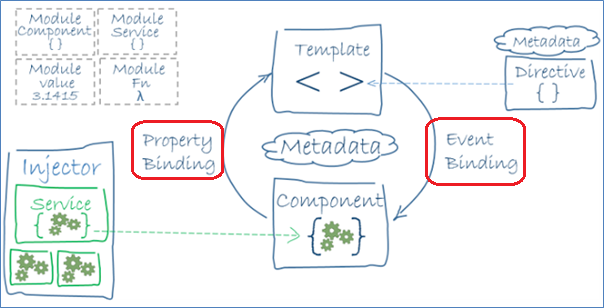 Module
Component
{ }
Module
Service
{ }
Module
value
3.1415
Module
Fn
λ
Template
< >
Metadata
Directive
{ }
Property
Binding
Metadata
Event
Binding
Injector
Service
{ }
Component
{ }